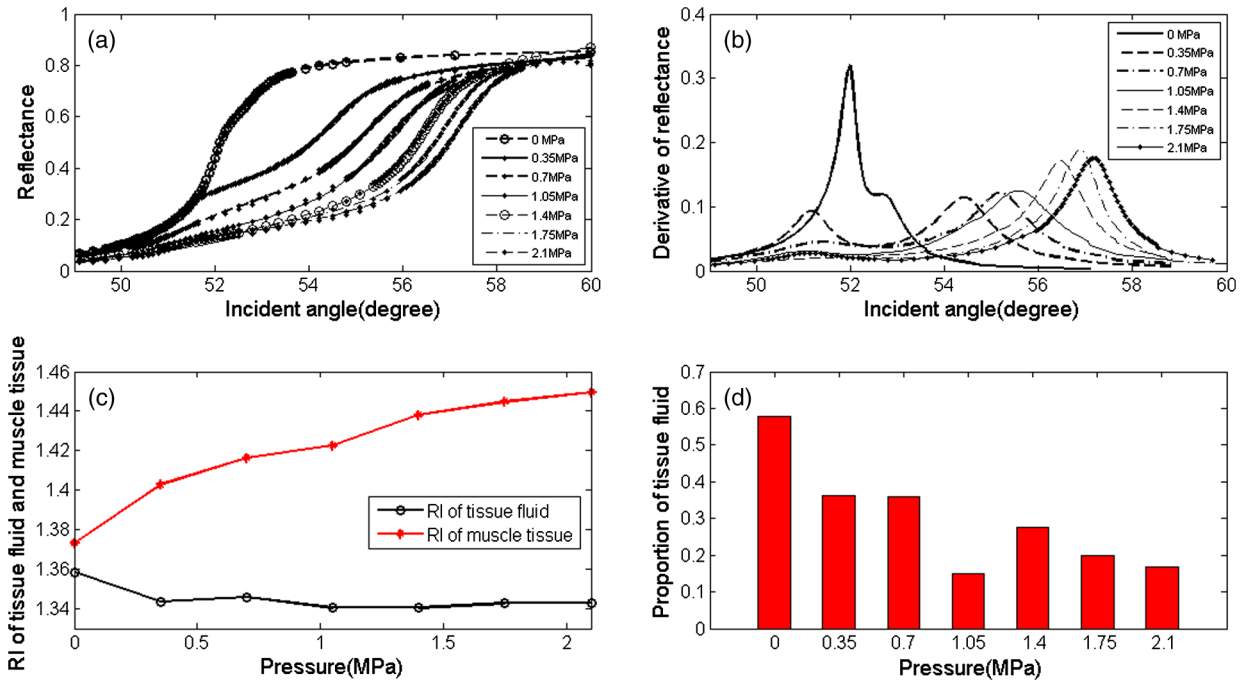 (a)
Reflectance
1
0.8
0.6
0.4
0.2
0
50
52
54
56
58
60
Incident angle(degree)
0 MPa
0.35MPa
0.7MPa
1.05MPa
1.4MPa
1.75MPa
2.1MPa
(b)
Derivative of reflectance
0.4
0.3
0.2
0.1
0
50
52
54
56
58
60
Incident angle(degree)
0 MPa
0.35MPa
0.7MPa
1.05MPa
1.4MPa
1.75MPa
2.1MPa
(c)
RI of tissue fluid and muscle tissue
1.46
1.44
1.42
1.4
1.38
1.36
1.34
0
0.5
1
1.5
2
Pressure(MPa)
RI of tissue fluid
RI of muscle tissue
(d)
Proportion of tissue fluid
0.7
0.6
0.5
0.4
0.3
0.2
0.1
0
0
0.35
0.7
1.05
1.4
1.75
2.1
Pressure(MPa)